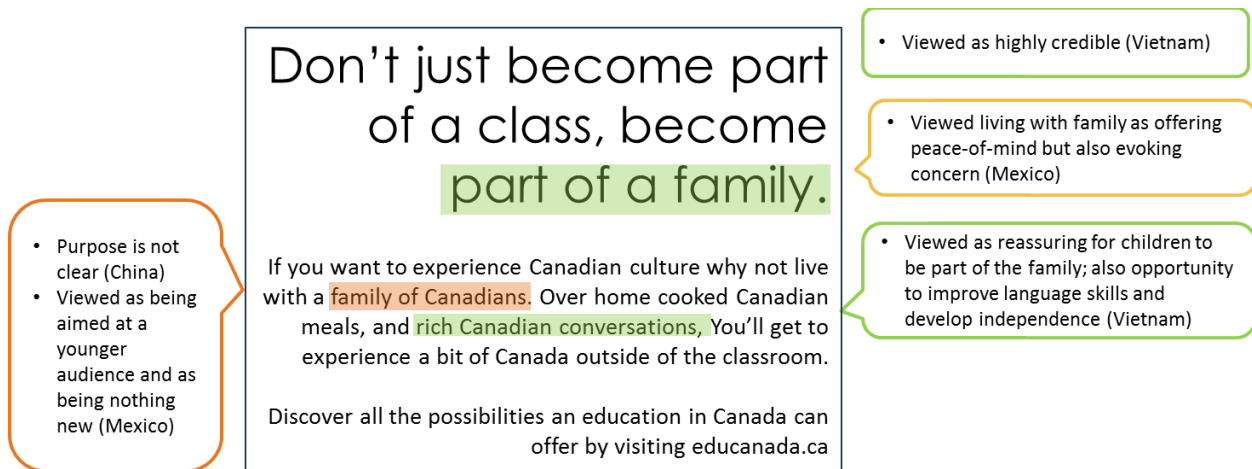 Don't just become part
of a class, become
part of a family.
If you want to experience Canadian culture why not live
with a family of Canadians. Over home cooked Canadian
meals, and rich Canadian conversations, You'll get to
experience a bit of Canada outside of the classroom.
Discover all the possibilities an education in Canada can
offer by visiting educanada.ca
• Purpose is not
clear (China)
• Viewed as being
aimed at a
younger
audience and as
being nothing
new (Mexico)
• Viewed as highly credible (Vietnam)
• Viewed living with family as offering
peace-of-mind but also evoking
concern (Mexico)
• Viewed as reassuring for children to
be part of the family; also opportunity
to improve language skills and
develop independence (Vietnam)